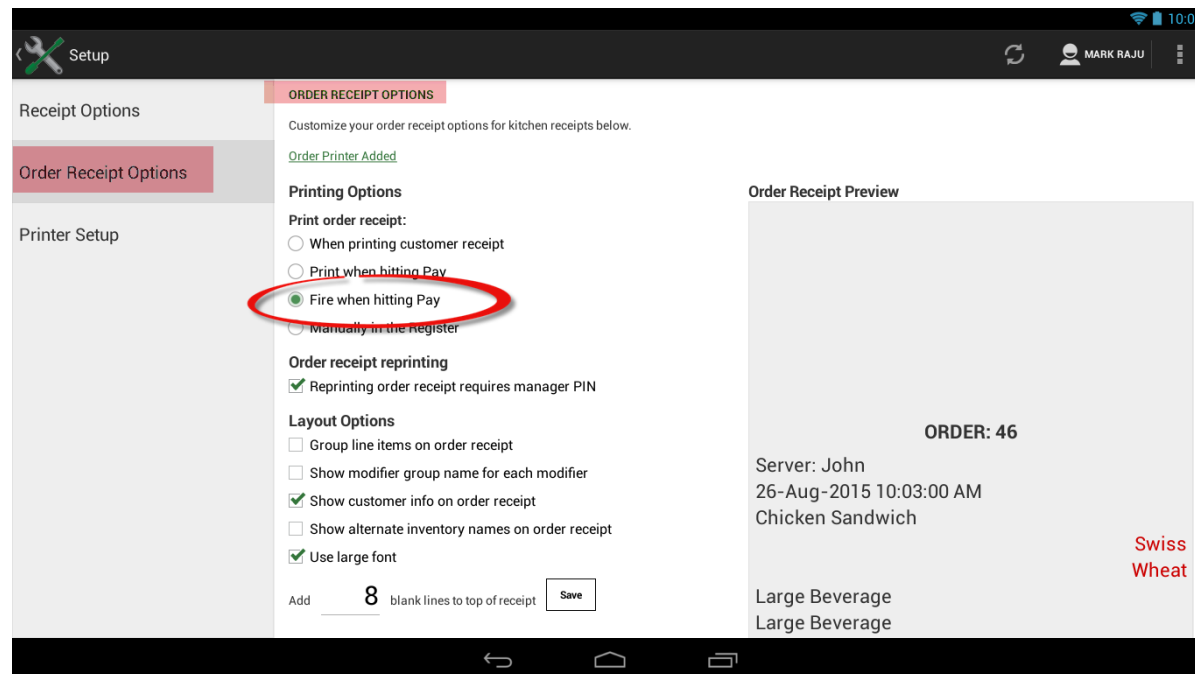 10:0
Setup
MARK RAJU
Receipt Options
Order Receipt Options
Printer Setup
ORDER RECEIPT OPTIONS
Customize your order receipt options for kitchen receipts below.
Order Printer Added
Printing Options
Print order receipt:
When printing customer receipt
Print when hitting Pay
Fire when hitting Pay
Manually in the Register
Order receipt reprinting
Reprinting order receipt requires manager PIN
Layout Options
Group line items on order receipt
Show modifier group name for each modifier
Show customer info on order receipt
Show alternate inventory names on order receipt
Use large font
Add 8 blank lines to top of receipt Save
Order Receipt Preview
ORDER: 46
Server: John
26-Aug-2015 10:03:00 AM
Chicken Sandwich
Swiss
Wheat
Large Beverage
Large Beverage